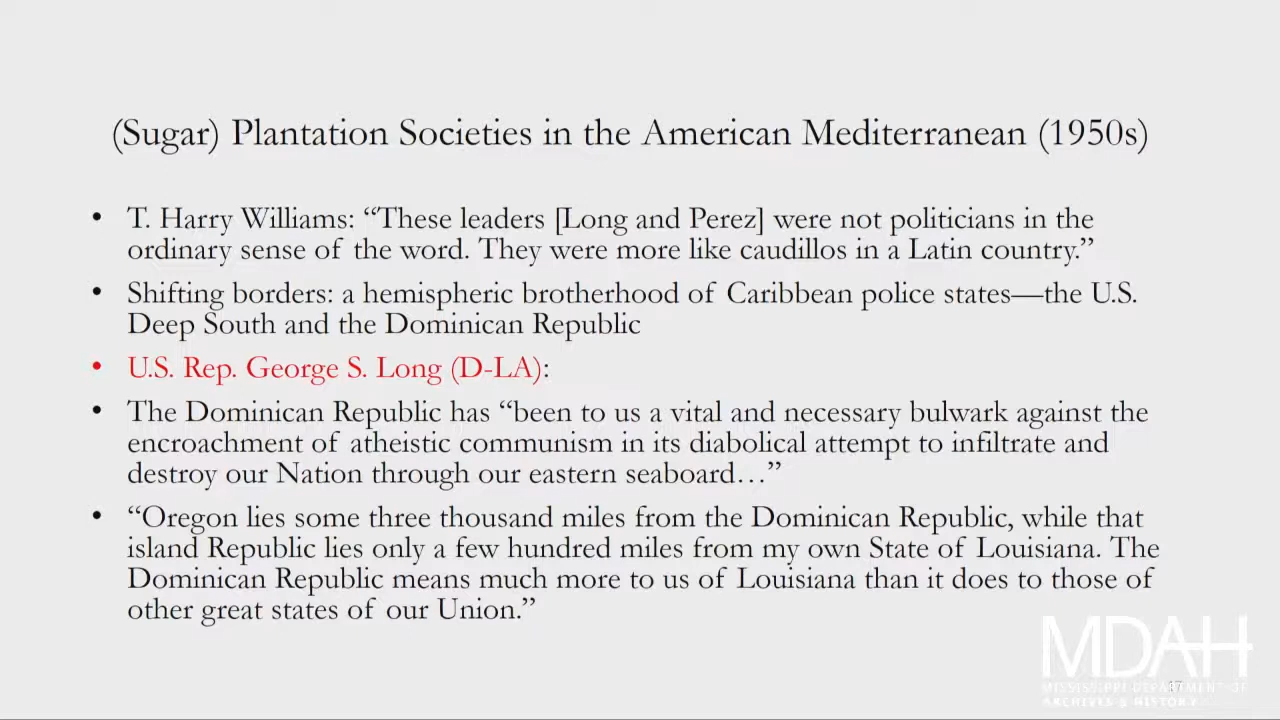 (Sugar) Plantation Societies in the American Mediterranean (1950s)
• T. Harry Williams: “These leaders [Long and Perez] were not politicians in the
ordinary sense of the word. They were more like caudillos in a Latin country.”
• Shifting borders: a hemispheric brotherhood of Caribbean police states—the U.S.
Deep South and the Dominican Republic
• U.S. Rep. George S. Long (D-LA):
• The Dominican Republic has “been to us a vital and necessary bulwark against the
encroachment of atheistic communism in its diabolical attempt to infiltrate and
destroy our Nation through our eastern seaboard…”
• “Oregon lies some three thousand miles from the Dominican Republic, while that
island Republic lies only a few hundred miles from my own State of Louisiana. The
Dominican Republic means much more to us of Louisiana than it does to those of
other great states of our Union.”
MDAH
17
MISSISSIPPI DEPARTMENT OF
ARCHIVES & HISTORY